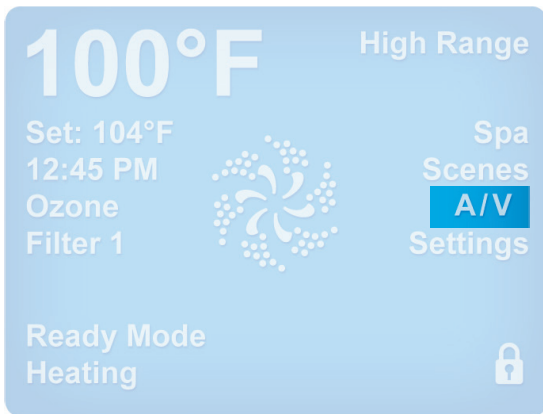 100°F
High Range
Set: 104°F
Spa
12:45 PM
Scenes
Ozone
A/V
Filter 1
Settings
Ready Mode
Heating